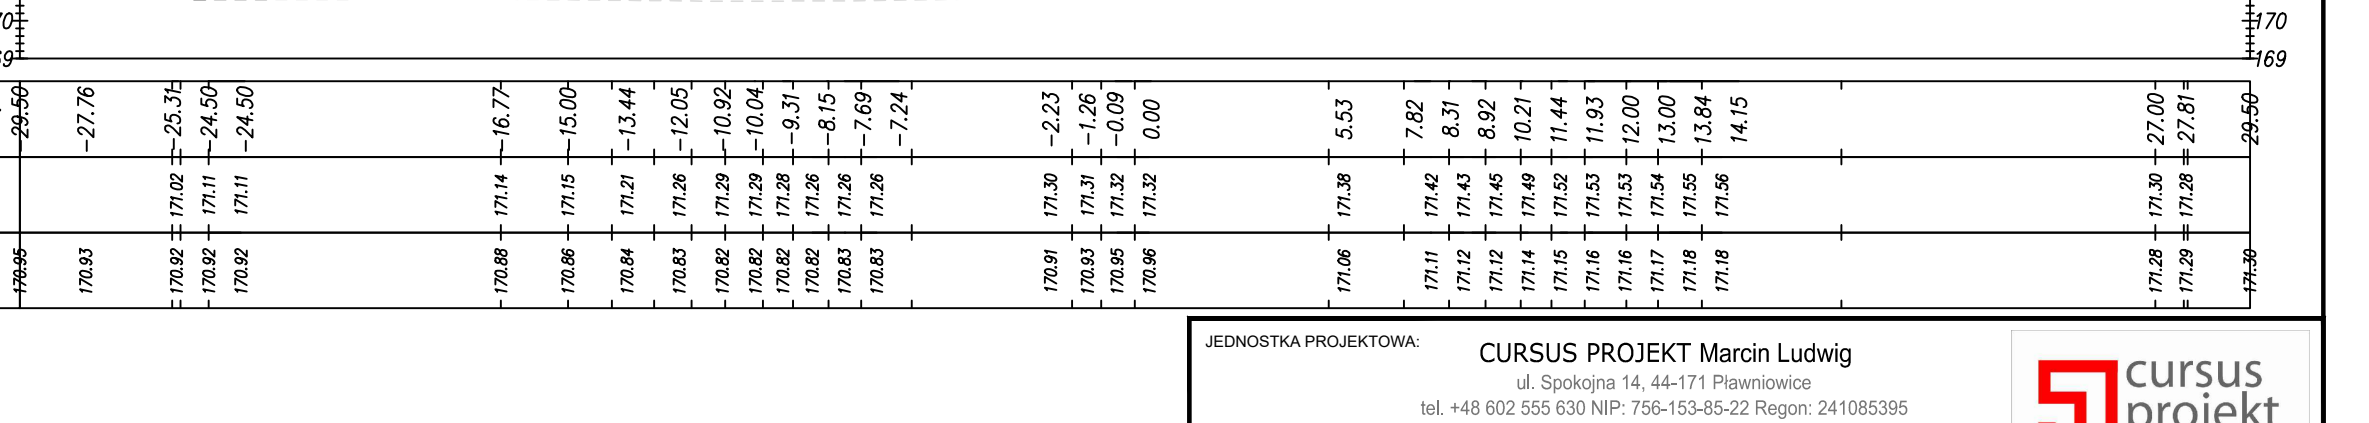 170
169
−29.50 −27.76 −25.31 −24.50 −24.50 −16.77 −15.00 −13.44 −12.05 −10.92 −10.04 −9.31 −8.15 −7.69 −7.24 −2.23 −1.26 −0.09 0.00 5.53 7.82 8.31 8.92 10.21 11.44 11.93 12.00 13.00 13.84 14.15 27.00 27.81 29.50
171.02 171.11 171.11 171.14 171.15 171.21 171.26 171.29 171.29 171.28 171.26 171.26 171.26 171.30 171.31 171.32 171.32 171.38 171.42 171.43 171.45 171.49 171.52 171.53 171.53 171.54 171.55 171.56 171.30 171.28
170.95 170.93 170.92 170.92 170.92 170.88 170.86 170.84 170.83 170.82 170.82 170.82 170.82 170.83 170.83 170.91 170.93 170.95 170.96 171.06 171.11 171.12 171.12 171.14 171.15 171.16 171.16 171.17 171.18 171.18 171.28 171.29 171.30
JEDNOSTKA PROJEKTOWA:
CURSUS PROJEKT Marcin Ludwig
ul. Spokojna 14, 44-171 Pławniowice
tel. +48 602 555 630 NIP: 756-153-85-22 Regon: 241085395
cursus
projekt